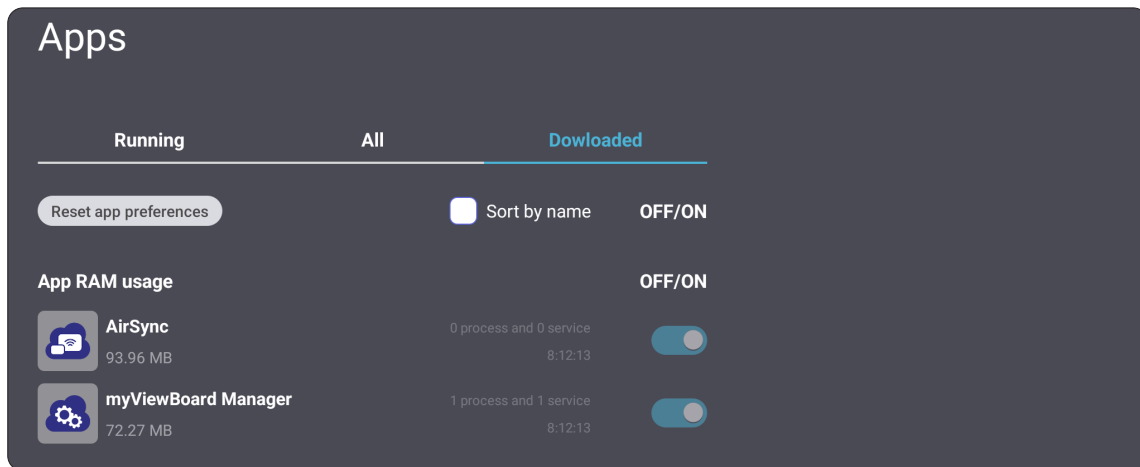 Apps
Running All Dowloaded
Reset app preferences Sort by name OFF/ON
App RAM usage OFF/ON
AirSync 0 process and 0 service
93.96 MB 8:12:13
myViewBoard Manager 1 process and 1 service
72.27 MB 8:12:13